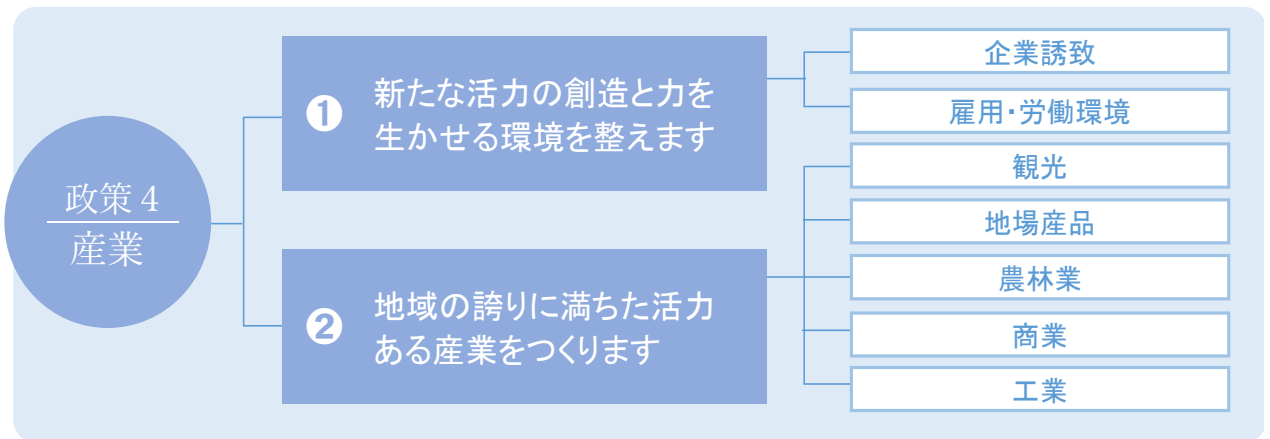 政策4
産業
❶
新たな活力の創造と力を
生かせる環境を整えます
企業誘致
雇用・労働環境
❷
地域の誇りに満ちた活力
ある産業をつくります
観光
地場産品
農林業
商業
工業